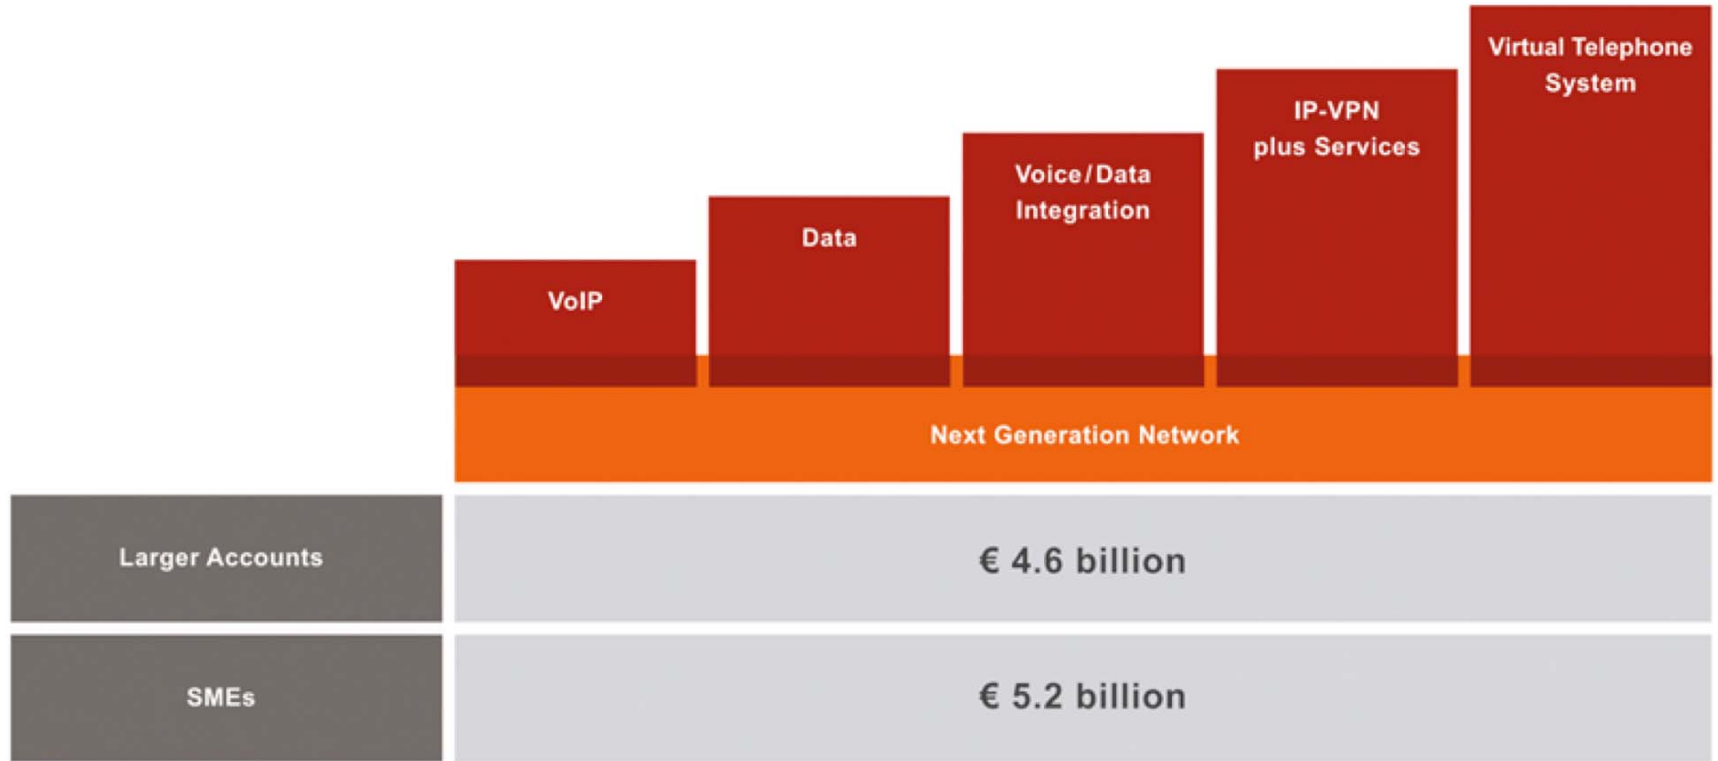 Virtual Telephone
System
IP-VPN
plus Services
Voice/Data
Integration
Data
VoIP
Next Generation Network
Larger Accounts
€ 4.6 billion
SMEs
€ 5.2 billion